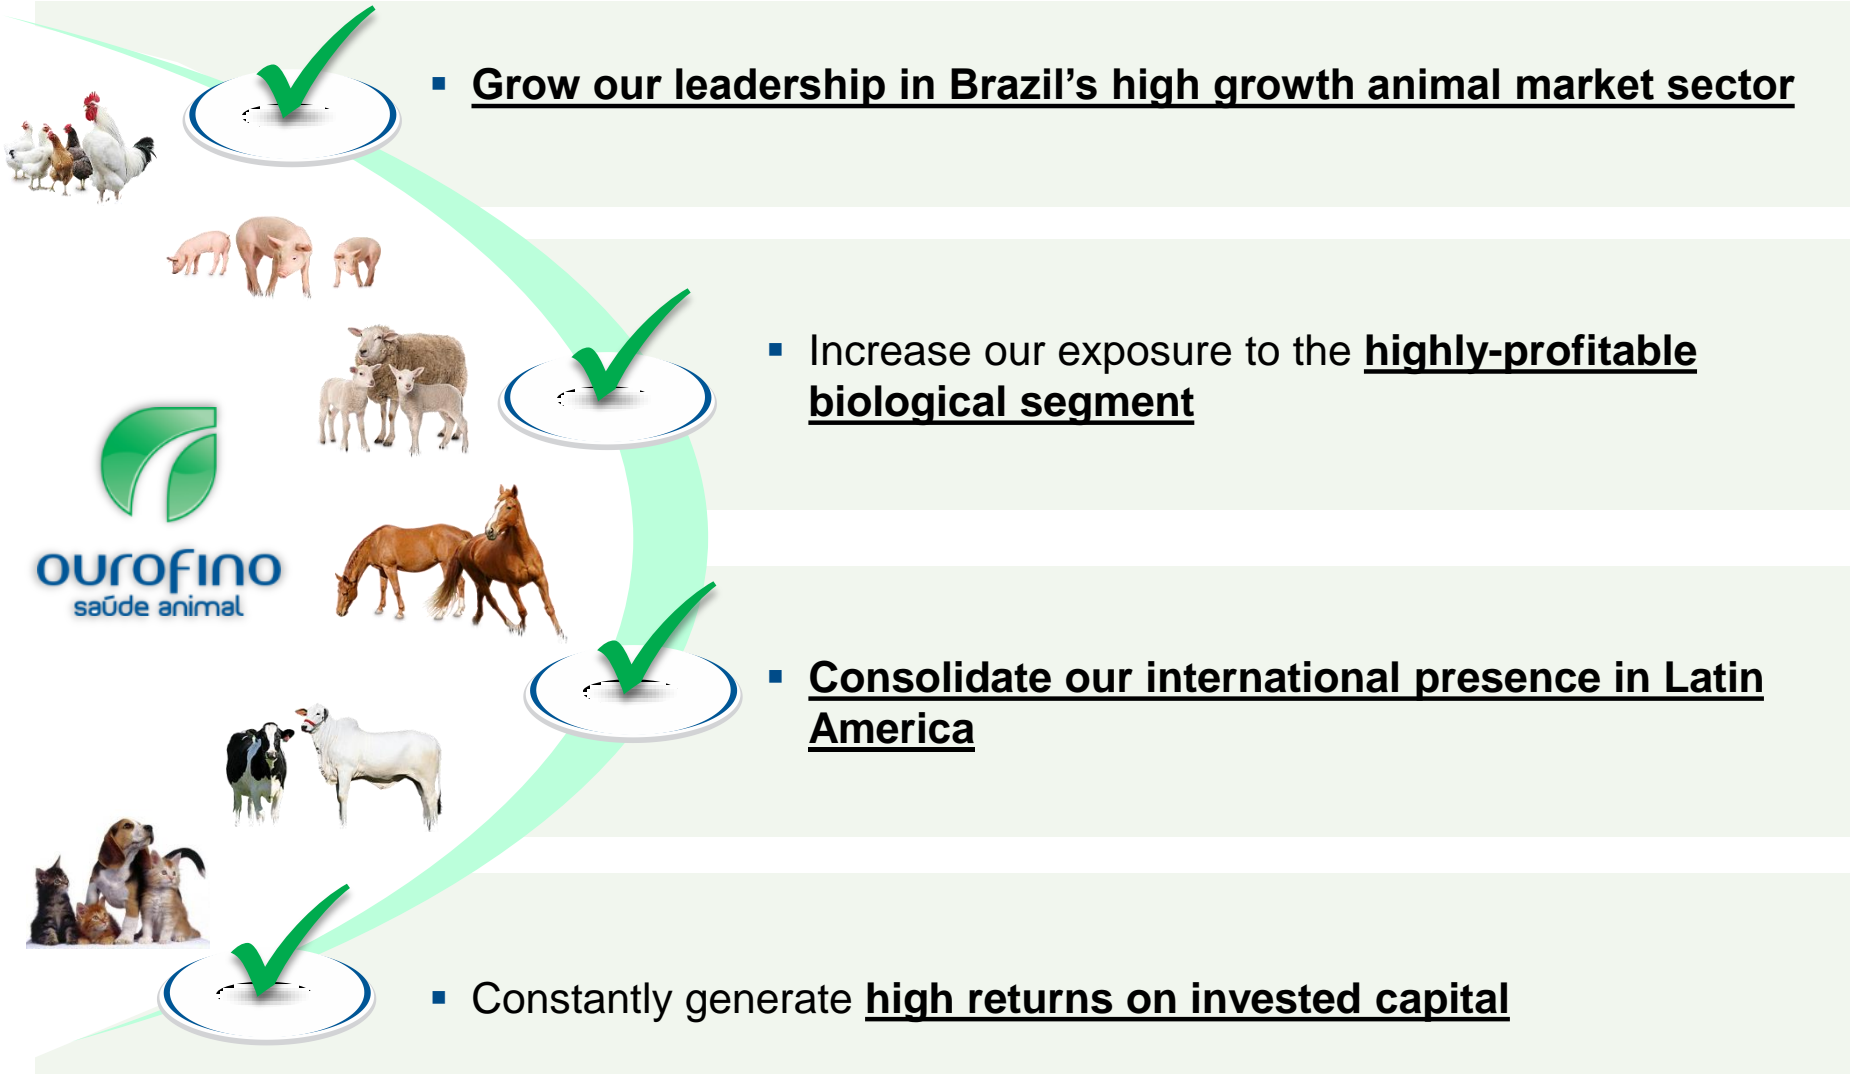 Grow our leadership in Brazil’s high growth animal market sector
Increase our exposure to the highly-profitable
biological segment
ourofino
saúde animal
Consolidate our international presence in Latin
America
Constantly generate high returns on invested capital